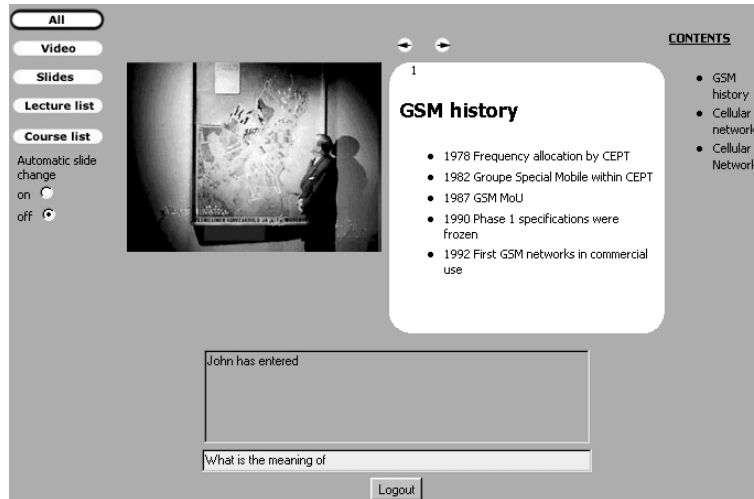 All
Video
Slides
Lecture list
Course list
Automatic slide
change
on
off
1
GSM history
1978 Frequency allocation by CEPT
1982 Groupe Special Mobile within CEPT
1987 GSM MoU
1990 Phase 1 specifications were
frozen
1992 First GSM networks in commercial
use
CONTENTS
GSM
history
Cellular
network
Cellular
Network
John has entered
What is the meaning of
Logout